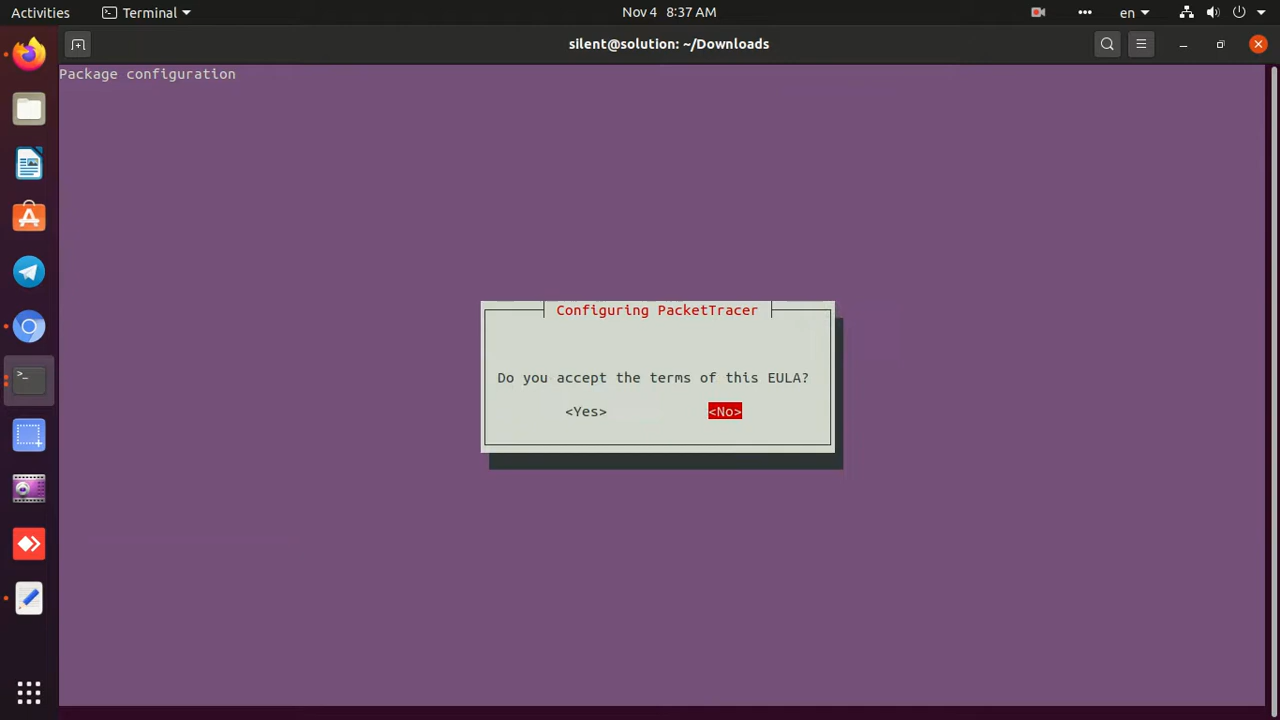 Activities
Terminal
Nov 4 8:37 AM
en
silent@solution: ~/Downloads
Package configuration
Configuring PacketTracer
Do you accept the terms of this EULA?
<Yes> <No>